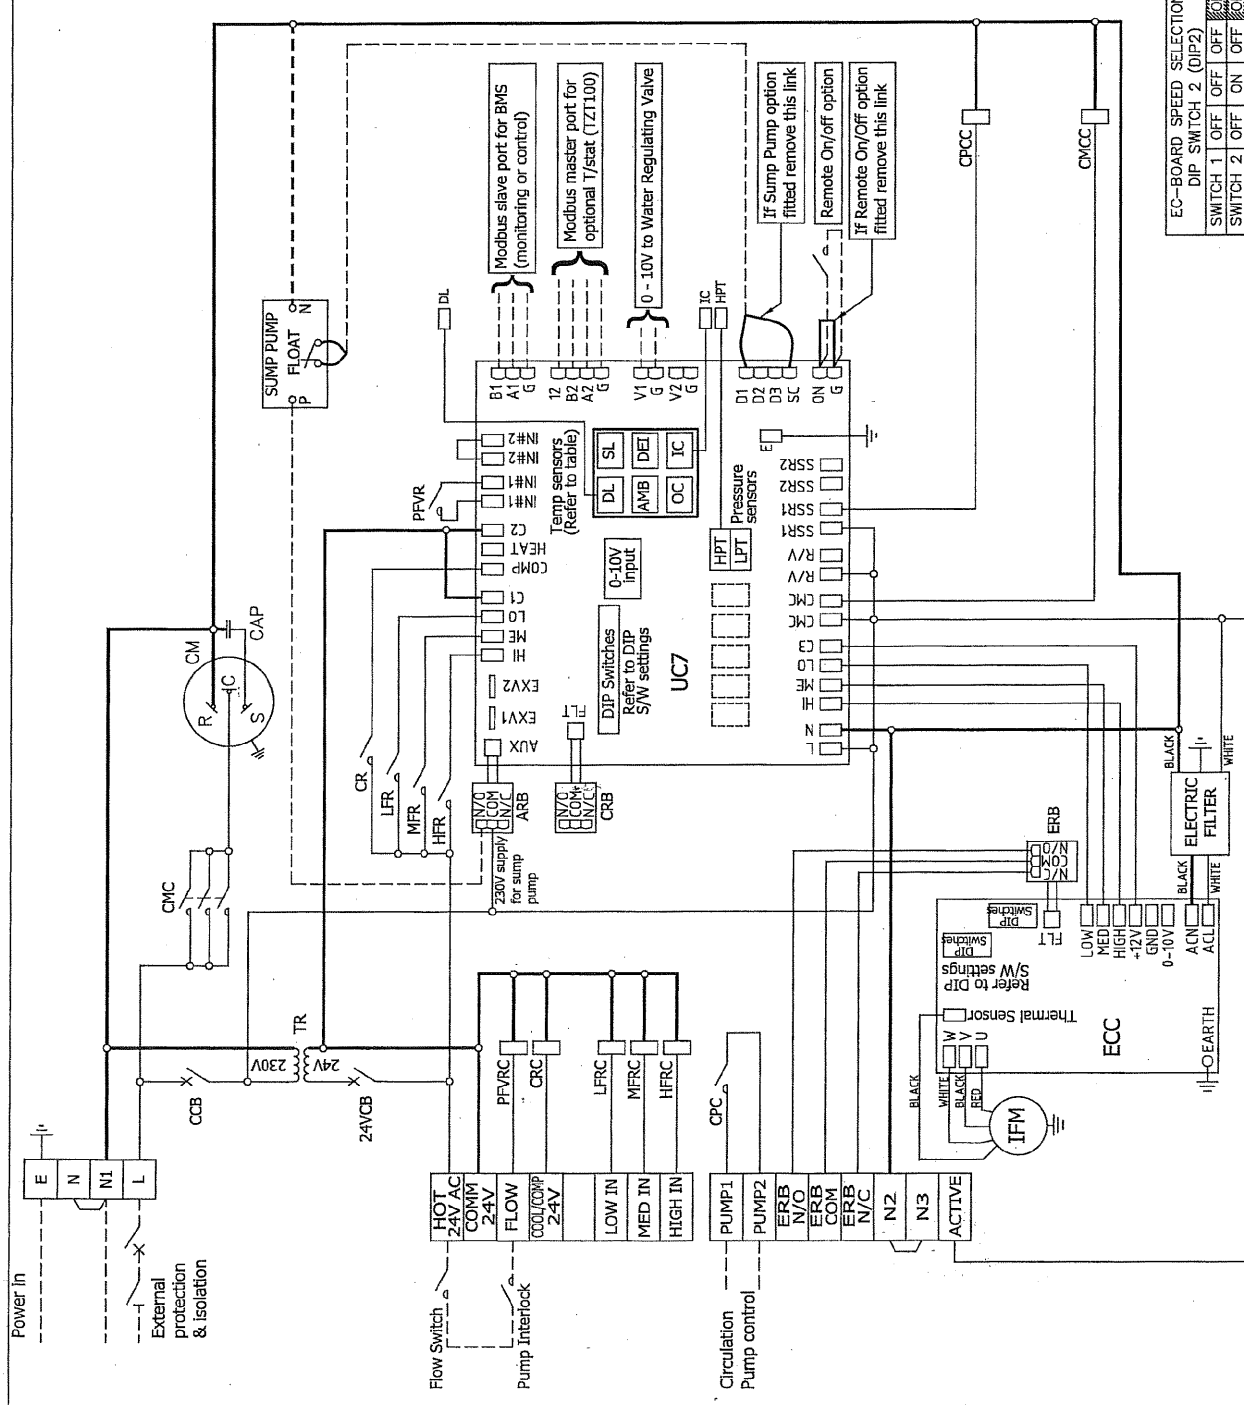 Power In
External
protection
& isolation
E
N
N1
L
CCB
24VCB
230V
24V
TR
CMC
CM
R
C
S
CAP
SUMP PUMP
FLOAT
P
N
CPCC
CMCC
EC-BOARD SPEED SELECTION
DIP SWITCH 2 (DIP2)
SWITCH 1 OFF OFF
SWITCH 2 OFF ON OFF
Modbus slave port for BMS
(monitoring or control)
Modbus master port for
optional T/stat (TZT100)
0 - 10V to Water Regulating Valve
If Sump Pump option
fitted remove this link
Remote On/off option
If Remote On/Off option
fitted remove this link
DL
IC
HPT
B1
A1
G
12
B2
A2
G
V1
G
V2
G
D1
D2
D3
SC
ON
G
PFVR
IN#2
IN#2
IN#1
IN#1
C2
HEAT
COMP
C1
LO
ME
HI
EXV2
EXV1
AUX
Temp sensors
(Refer to table)
DL
SL
AMB
DEI
OC
IC
0-10V
input
DIP Switches
Refer to DIP
S/W settings
UC7
HPT
LPT
Pressure
sensors
E
SSR2
SSR2
SSR1
SSR1
R/V
R/V
CMC
CMC
C3
LO
ME
HI
N
L
CR
LFR
MFR
HFR
N/O
COM
N/C
ARB
FLT
N/O
COM
N/C
CRB
230V supply
for sump
pump
HOT
24V AC
COMM
24V
FLOW
COOL/COMP
24V
LOW IN
MED IN
HIGH IN
PFVRC
CRC
LFRC
MFRC
HFRC
Flow Switch
Pump Interlock
CPC
PUMP1
PUMP2
ERB
N/O
ERB
COM
ERB
N/C
N2
N3
ACTIVE
Circulation
Pump control
ERB
N/O
COM
N/C
FLT
DIP
Switches
DIP
Switches
Refer to DIP
S/W settings
Thermal Sensor
W
V
U
ECC
EARTH
LOW
MED
HIGH
+12V
GND
0-10V
ACN
ACL
BLACK
WHITE
BLACK
RED
IFM
BLACK
WHITE
ELECTRIC
FILTER
BLACK
WHITE